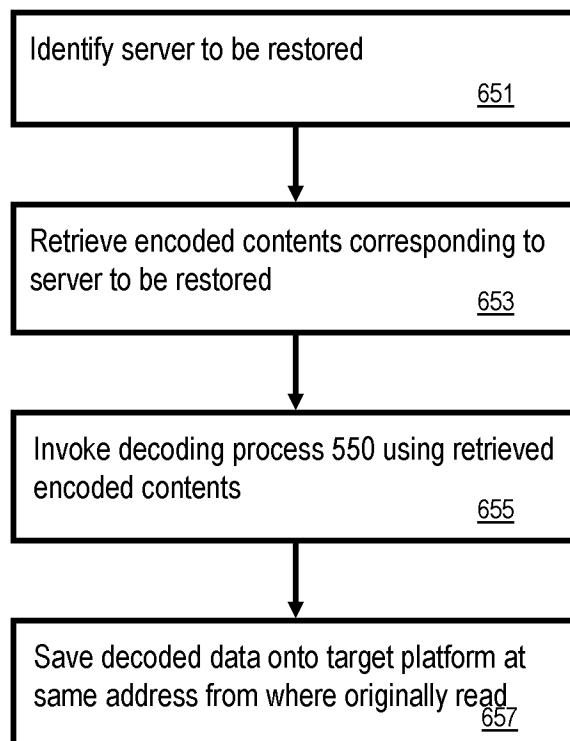 Identify server to be restored
651
Retrieve encoded contents corresponding to
server to be restored
653
Invoke decoding process 550 using retrieved
encoded contents
655
Save decoded data onto target platform at
same address from where originally read
657